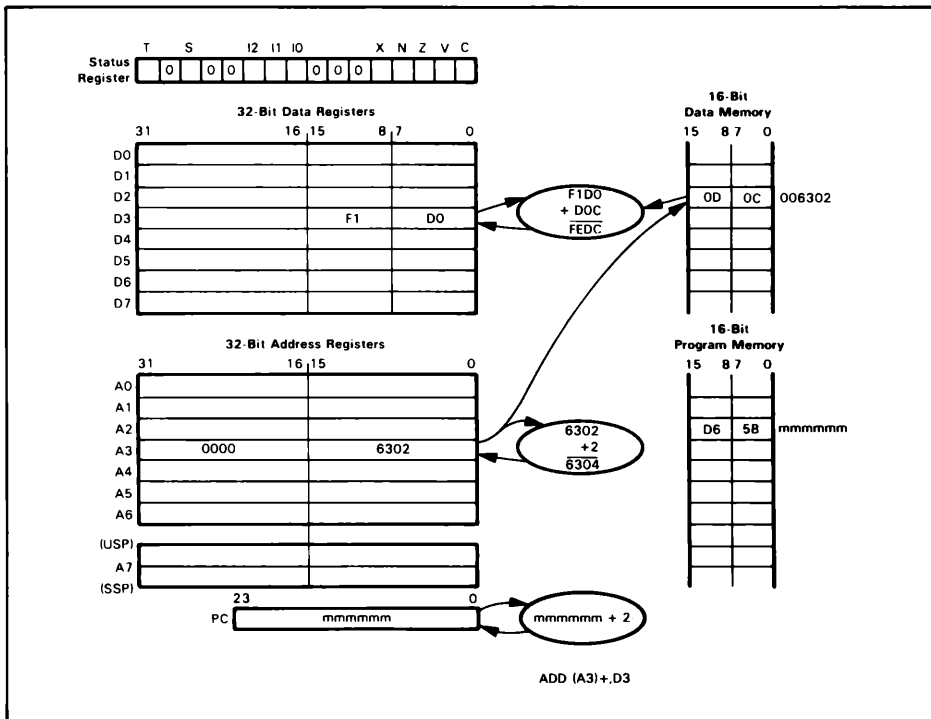 T S I2 I1 I0 X N Z V C
Status
Register
0 0 0 0 0 0
32-Bit Data Registers
31 16 15 8 7 0
D0
D1
D2
D3 F1 D0
D4
D5
D6
D7
F1D0
+ D0C
FEDC
16-Bit
Data Memory
15 8 7 0
0D 0C 006302
32-Bit Address Registers
31 16 15 0
A0
A1
A2
A3 0000 6302
A4
A5
A6
(USP)
A7
(SSP)
6302
+2
6304
16-Bit
Program Memory
15 8 7 0
D6 5B mmmmmm
23 0
PC mmmmmm
mmmmmm + 2
ADD (A3)+,D3